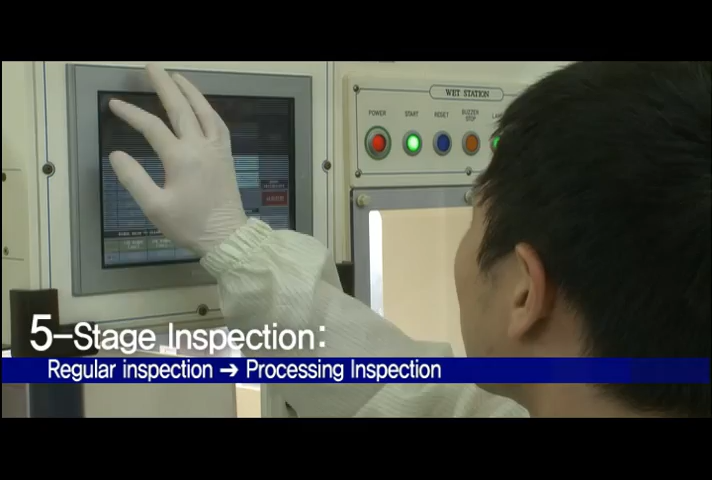 WET STATION
POWER START RESET BUZZER STOP
5-Stage Inspection:
Regular inspection → Processing Inspection